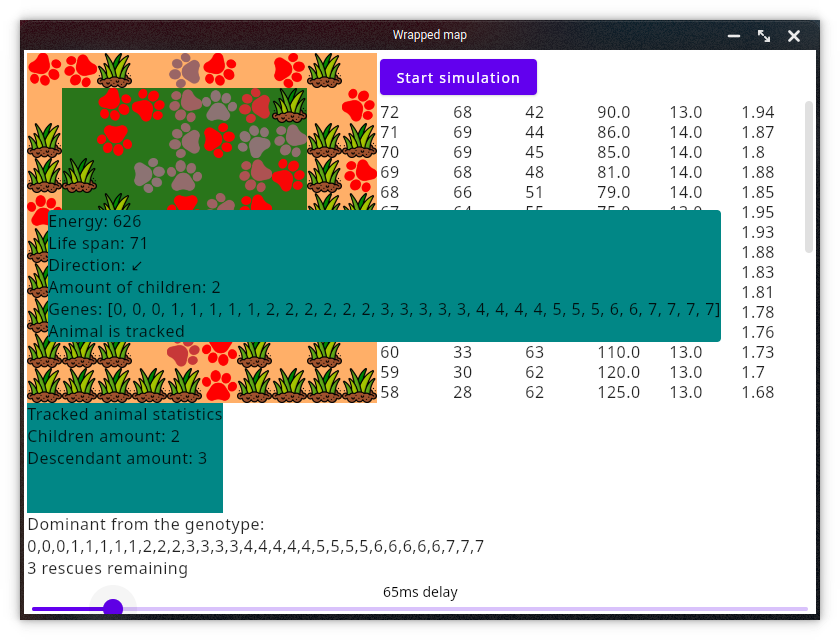 Wrapped map
Start simulation
72 68 42 90.0 13.0 1.94
71 69 44 86.0 14.0 1.87
70 69 45 85.0 14.0 1.8
69 68 48 81.0 14.0 1.88
68 66 51 79.0 14.0 1.85
1.95
1.93
1.88
1.83
1.81
1.78
1.76
Energy: 626
Life span: 71
Direction: ↙
Amount of children: 2
Genes: [0, 0, 0, 1, 1, 1, 1, 1, 2, 2, 2, 2, 2, 2, 3, 3, 3, 3, 3, 4, 4, 4, 4, 5, 5, 5, 6, 6, 7, 7, 7, 7]
Animal is tracked
60 33 63 110.0 13.0 1.73
59 30 62 120.0 13.0 1.7
58 28 62 125.0 13.0 1.68
Tracked animal statistics
Children amount: 2
Descendant amount: 3
Dominant from the genotype:
0,0,0,1,1,1,1,1,2,2,2,3,3,3,3,4,4,4,4,4,5,5,5,5,6,6,6,6,6,7,7,7
3 rescues remaining
65ms delay